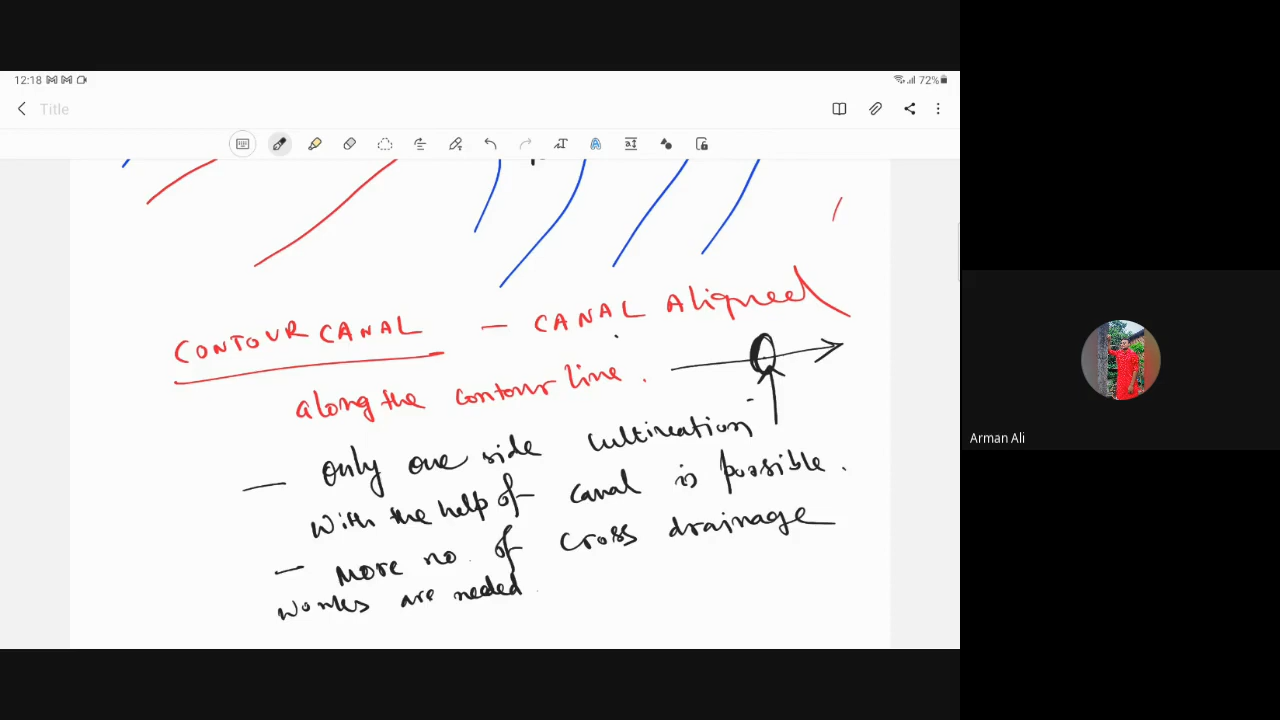 12:18
72%
Title
CONTOUR CANAL – CANAL Aligned
along the contour line.
– Only one side cultivation
with the help of canal is possible.
– More no. of cross drainage
works are needed
Arman Ali